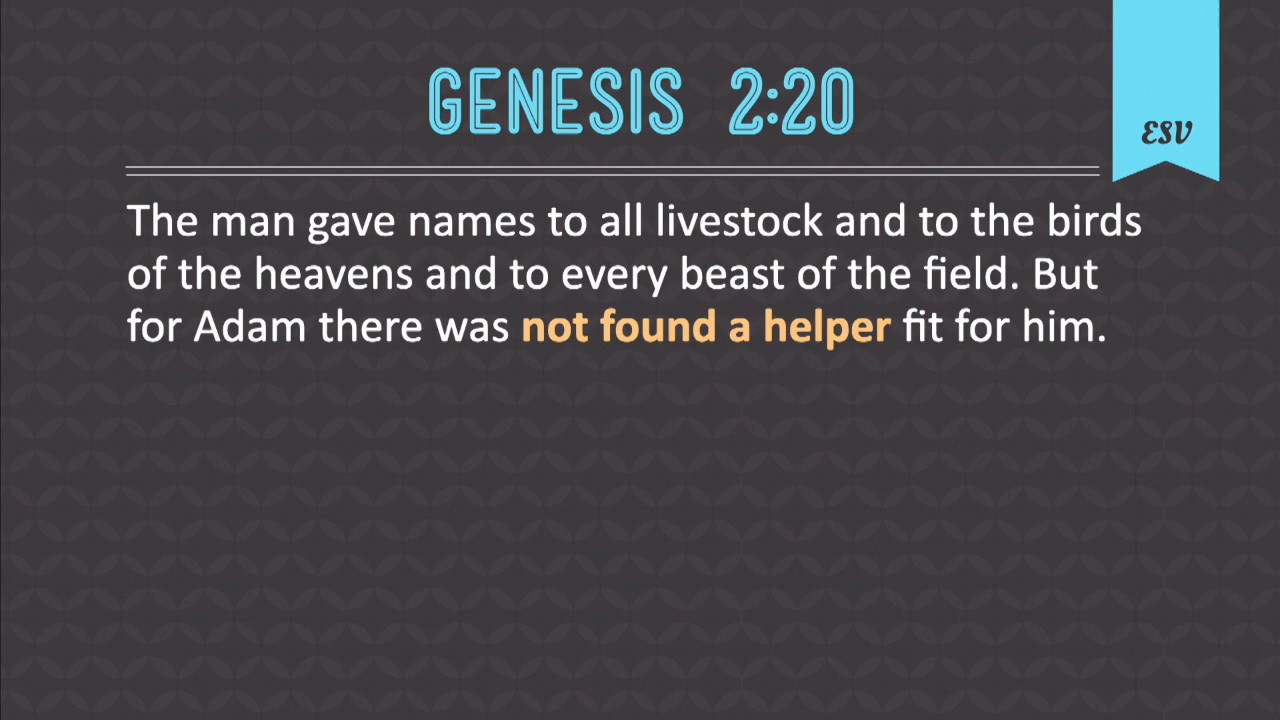 GENESIS 2:20
ESV
The man gave names to all livestock and to the birds
of the heavens and to every beast of the field. But
for Adam there was not found a helper fit for him.